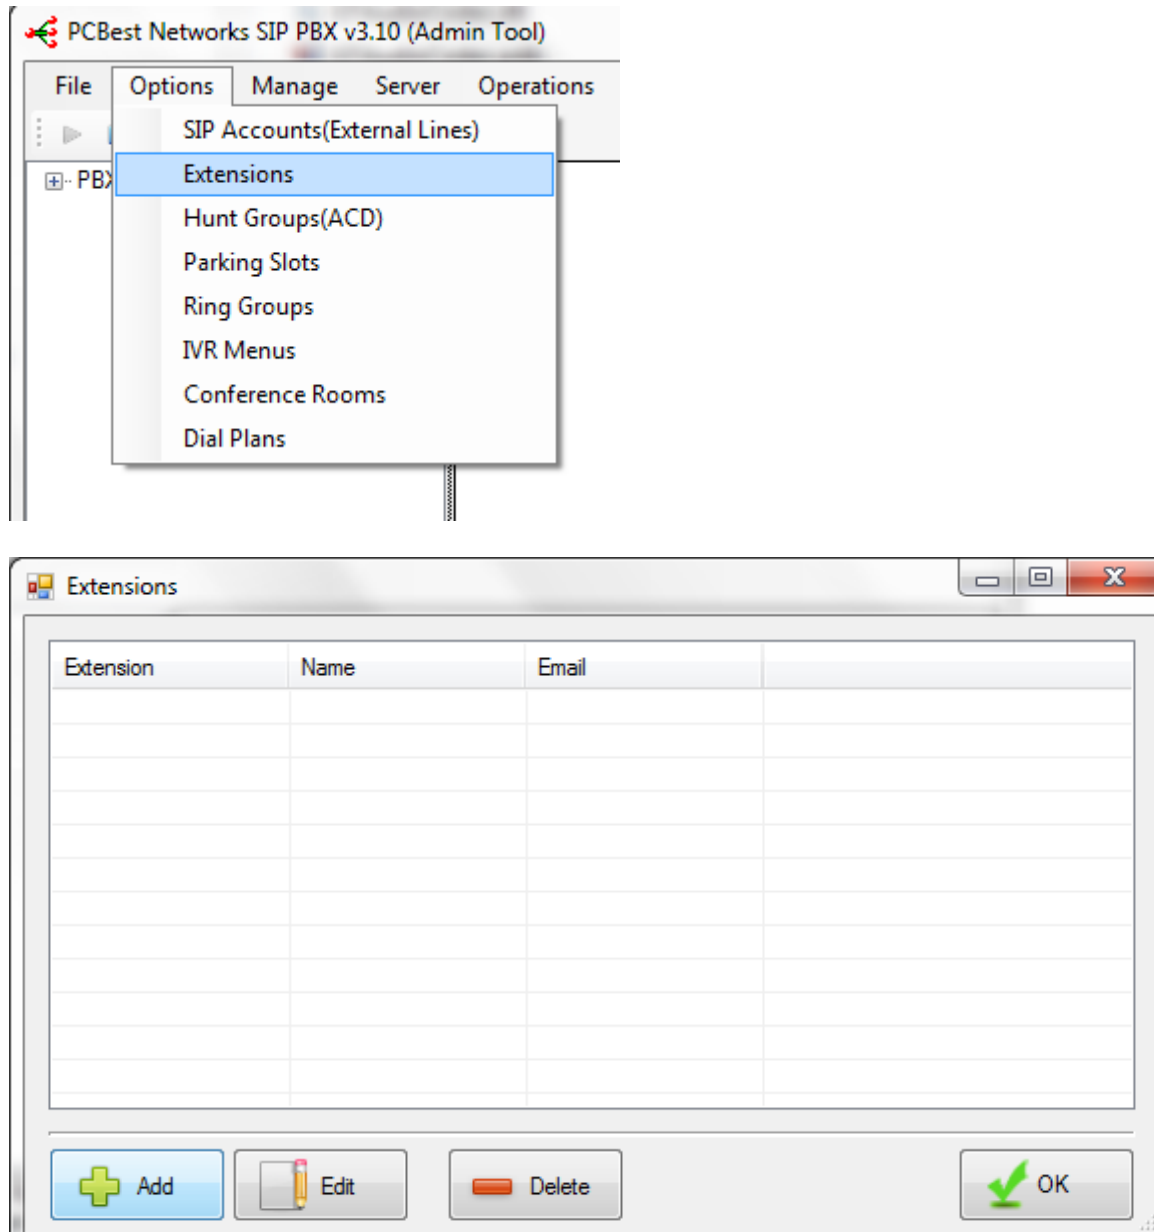 PCBest Networks SIP PBX v3.10 (Admin Tool)
File Options Manage Server Operations
SIP Accounts(External Lines)
PBX Extensions
Hunt Groups(ACD)
Parking Slots
Ring Groups
IVR Menus
Conference Rooms
Dial Plans
Extensions
Extension Name Email
Add Edit Delete OK